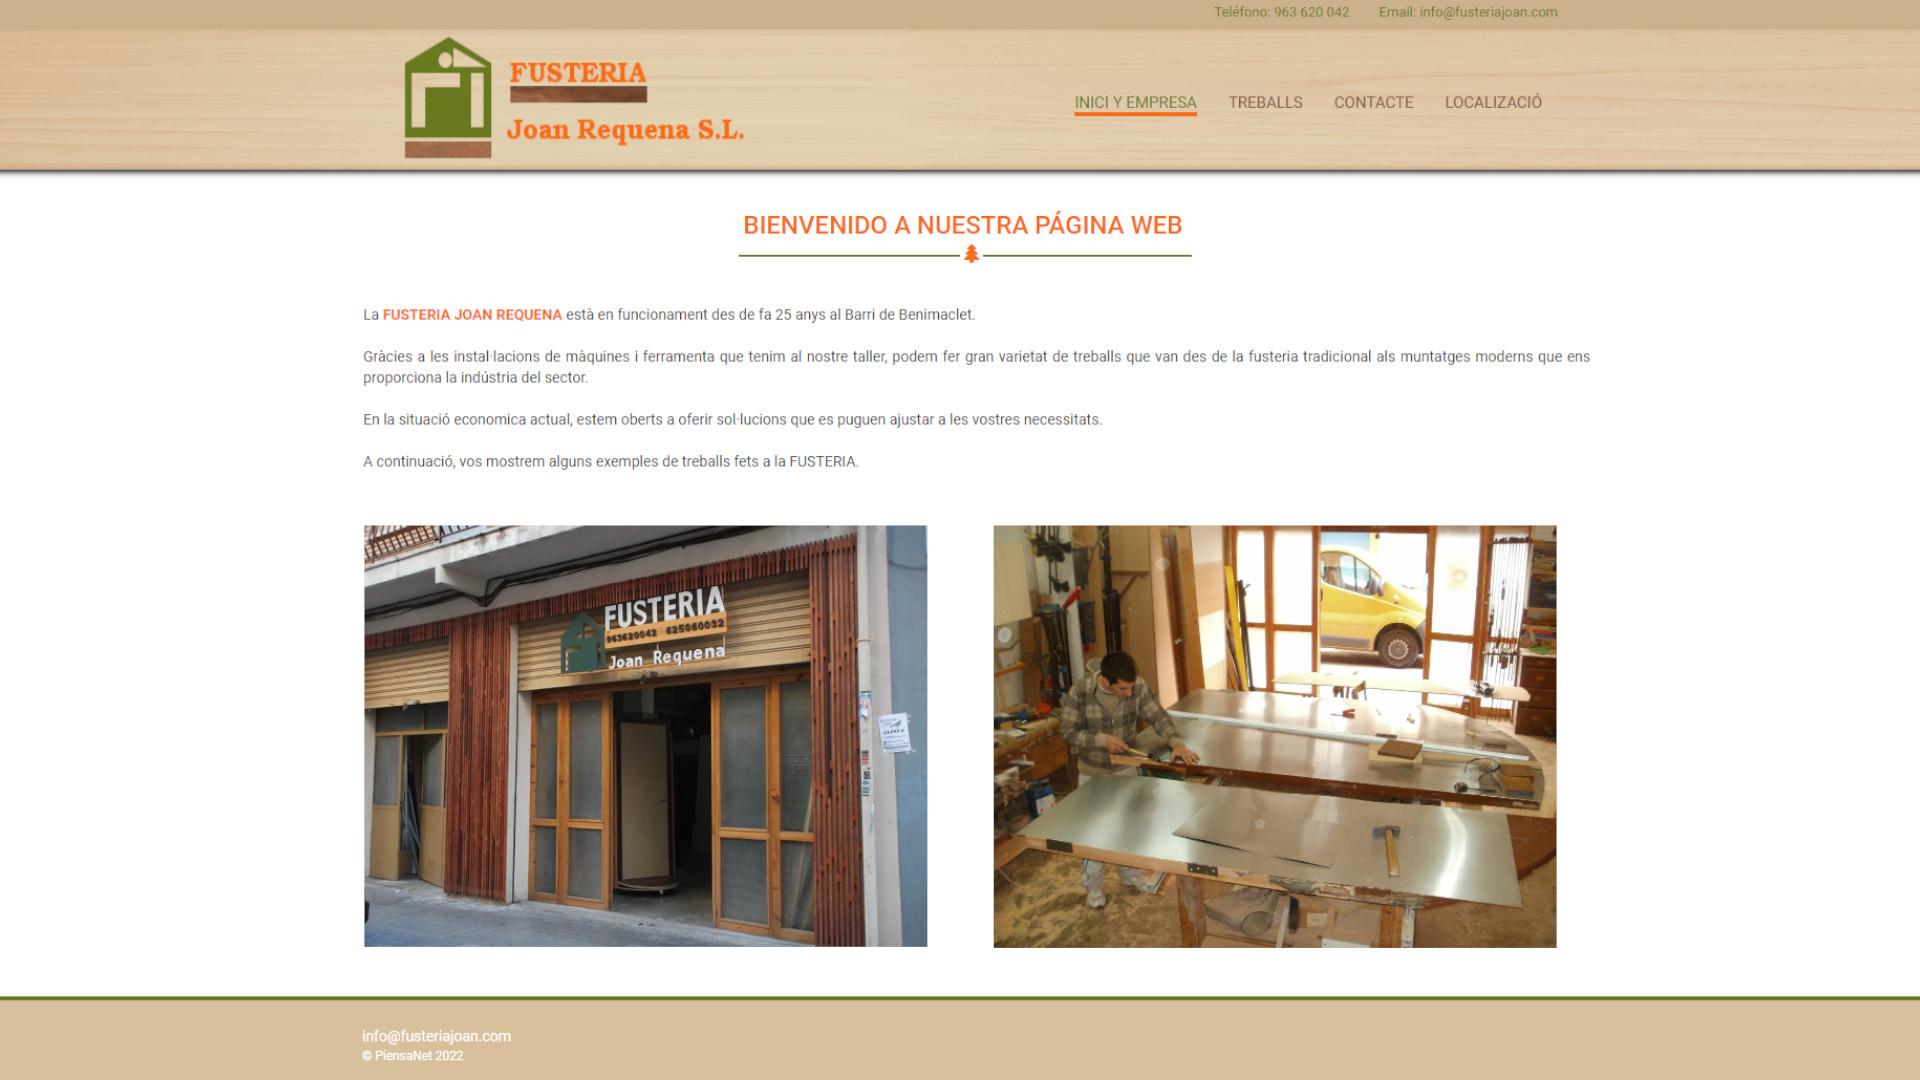 Teléfono: 963 620 042 Email: info@fusteriajoan.com
FUSTERIA
Joan Requena S.L.
INICI Y EMPRESA TREBALLS CONTACTE LOCALIZACIÓ
BIENVENIDO A NUESTRA PÁGINA WEB
La FUSTERIA JOAN REQUENA està en funcionament des de fa 25 anys al Barri de Benimaclet.
Gràcies a les instal·lacions de màquines i ferramenta que tenim al nostre taller, podem fer gran varietat de treballs que van des de la fusteria tradicional als muntatges moderns que ens
proporciona la indústria del sector.
En la situació economica actual, estem oberts a oferir sol·lucions que es puguen ajustar a les vostres necessitats.
A continuació, vos mostrem alguns exemples de treballs fets a la FUSTERIA.
FUSTERIA
963620042 625060032
Joan Requena
info@fusteriajoan.com
© PiensaNet 2022